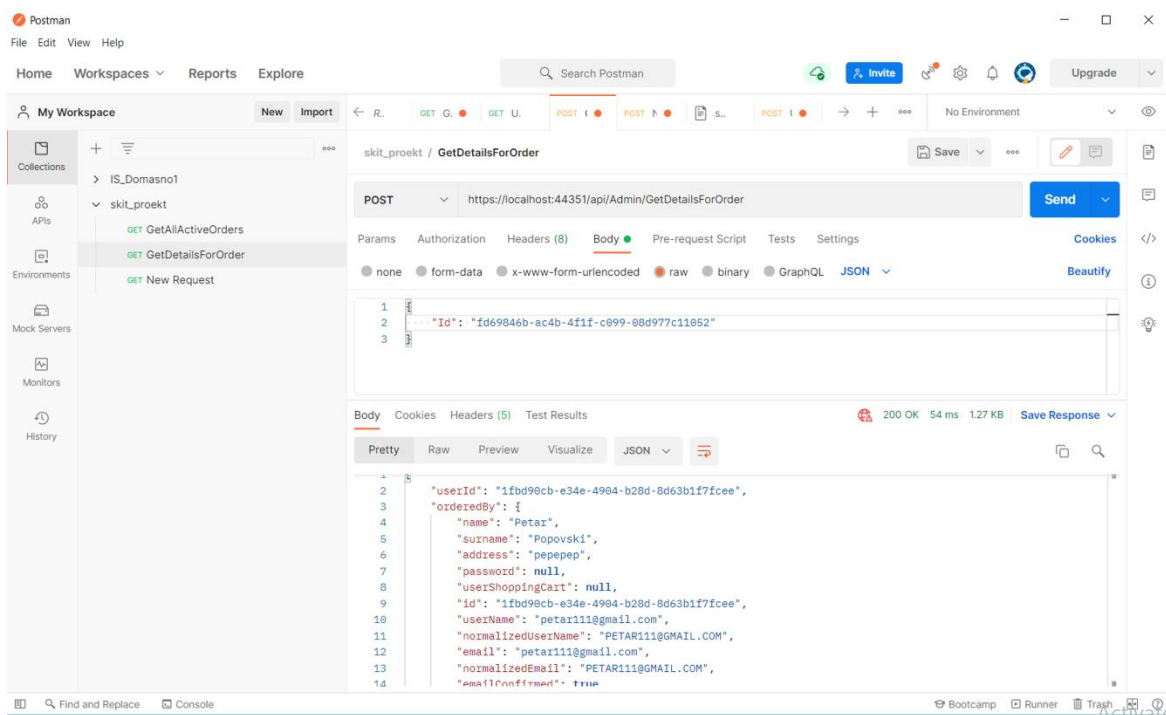 Postman
File Edit View Help
Home Workspaces Reports Explore Search Postman Invite Upgrade
My Workspace New Import R.. GET G. GET U. POST POST POST No Environment
Collections
APIs
Environments
Mock Servers
Monitors
History
IS_Domasno1
skit_proekt
GET GetAllActiveOrders
GET GetDetailsForOrder
GET New Request
skit_proekt / GetDetailsForOrder Save
POST https://localhost:44351/api/Admin/GetDetailsForOrder Send
Params Authorization Headers (8) Body Pre-request Script Tests Settings Cookies
none form-data x-www-form-urlencoded raw binary GraphQL JSON Beautify
1 {
2 "Id": "fd69846b-ac4b-4f1f-c099-08d977c11052"
3 }
Body Cookies Headers (5) Test Results 200 OK 54 ms 1.27 KB Save Response
Pretty Raw Preview Visualize JSON
1 {
2 "userId": "1fbd90cb-e34e-4904-b28d-8d63b1f7fcee",
3 "orderedBy": {
4 "name": "Petar",
5 "surname": "Popovski",
6 "address": "pepepep",
7 "password": null,
8 "userShoppingCart": null,
9 "id": "1fbd90cb-e34e-4904-b28d-8d63b1f7fcee",
10 "userName": "petar111@gmail.com",
11 "normalizedUserName": "PETAR111@GMAIL.COM",
12 "email": "petar111@gmail.com",
13 "normalizedEmail": "PETAR111@GMAIL.COM",
14 "emailConfirmed": true
Find and Replace Console Bootcamp Runner Trash